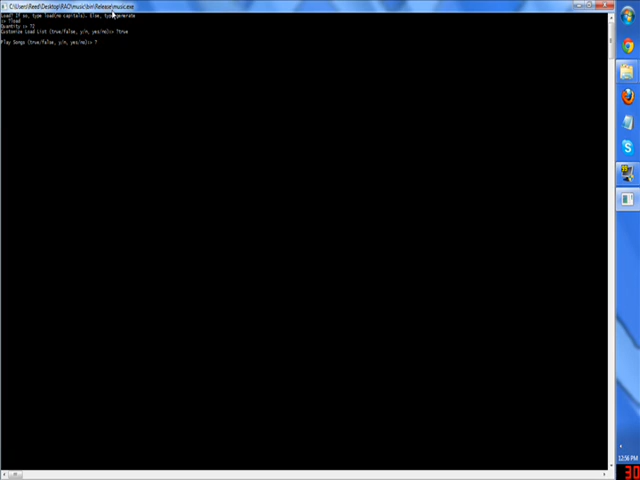 C:\Users\Reed\Desktop\RAO\music\bin\Release\music.exe
Load? If so, type load(no capitals). Else, type generate
:> ?load
Quantity :> ?2
Customize Load List (true/false, y/n, yes/no):> ?true
Play Songs (true/false, y/n, yes/no):> ?
12:56 PM
30